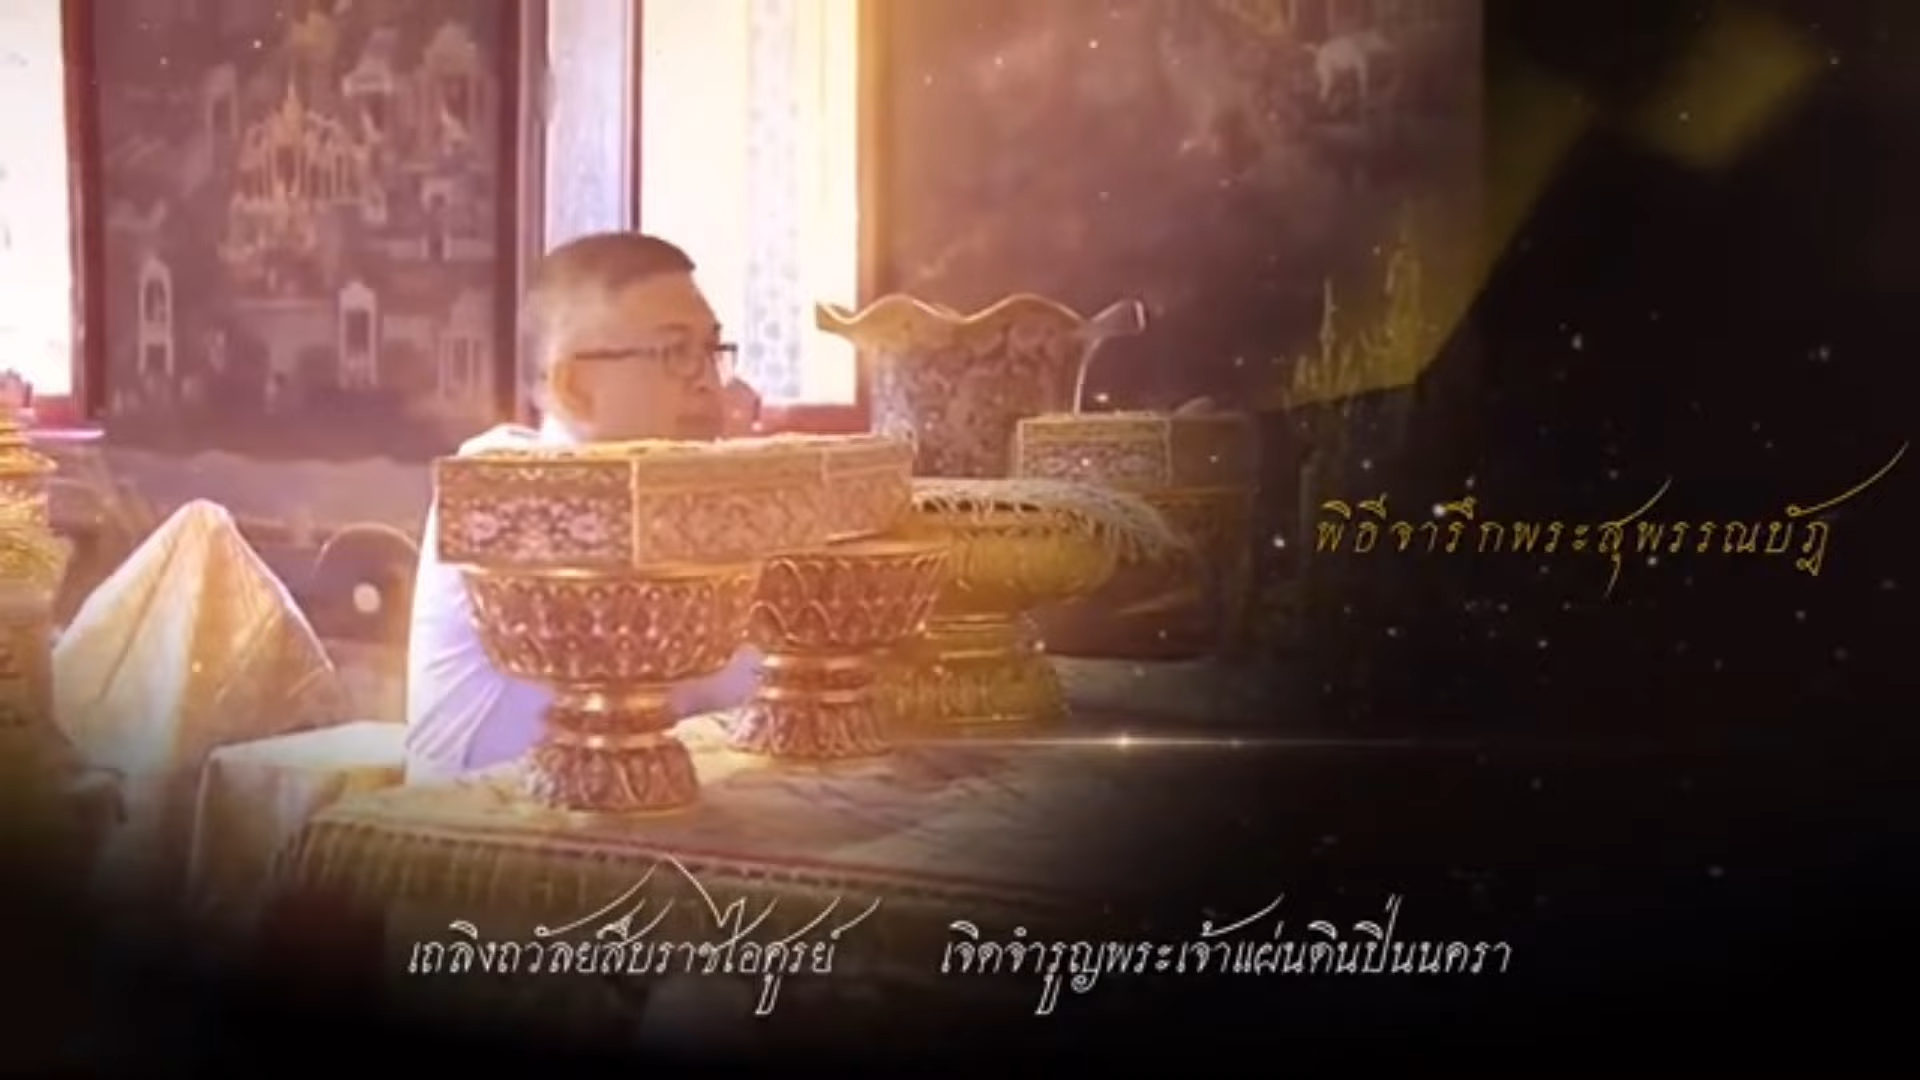 พิธีจารึกพระสุพรรณบัฏ
เถลิงถวัลย์สืบราชไอศูรย์ เจิดจำรูญพระเจ้าแผ่นดินปิ่นนครา